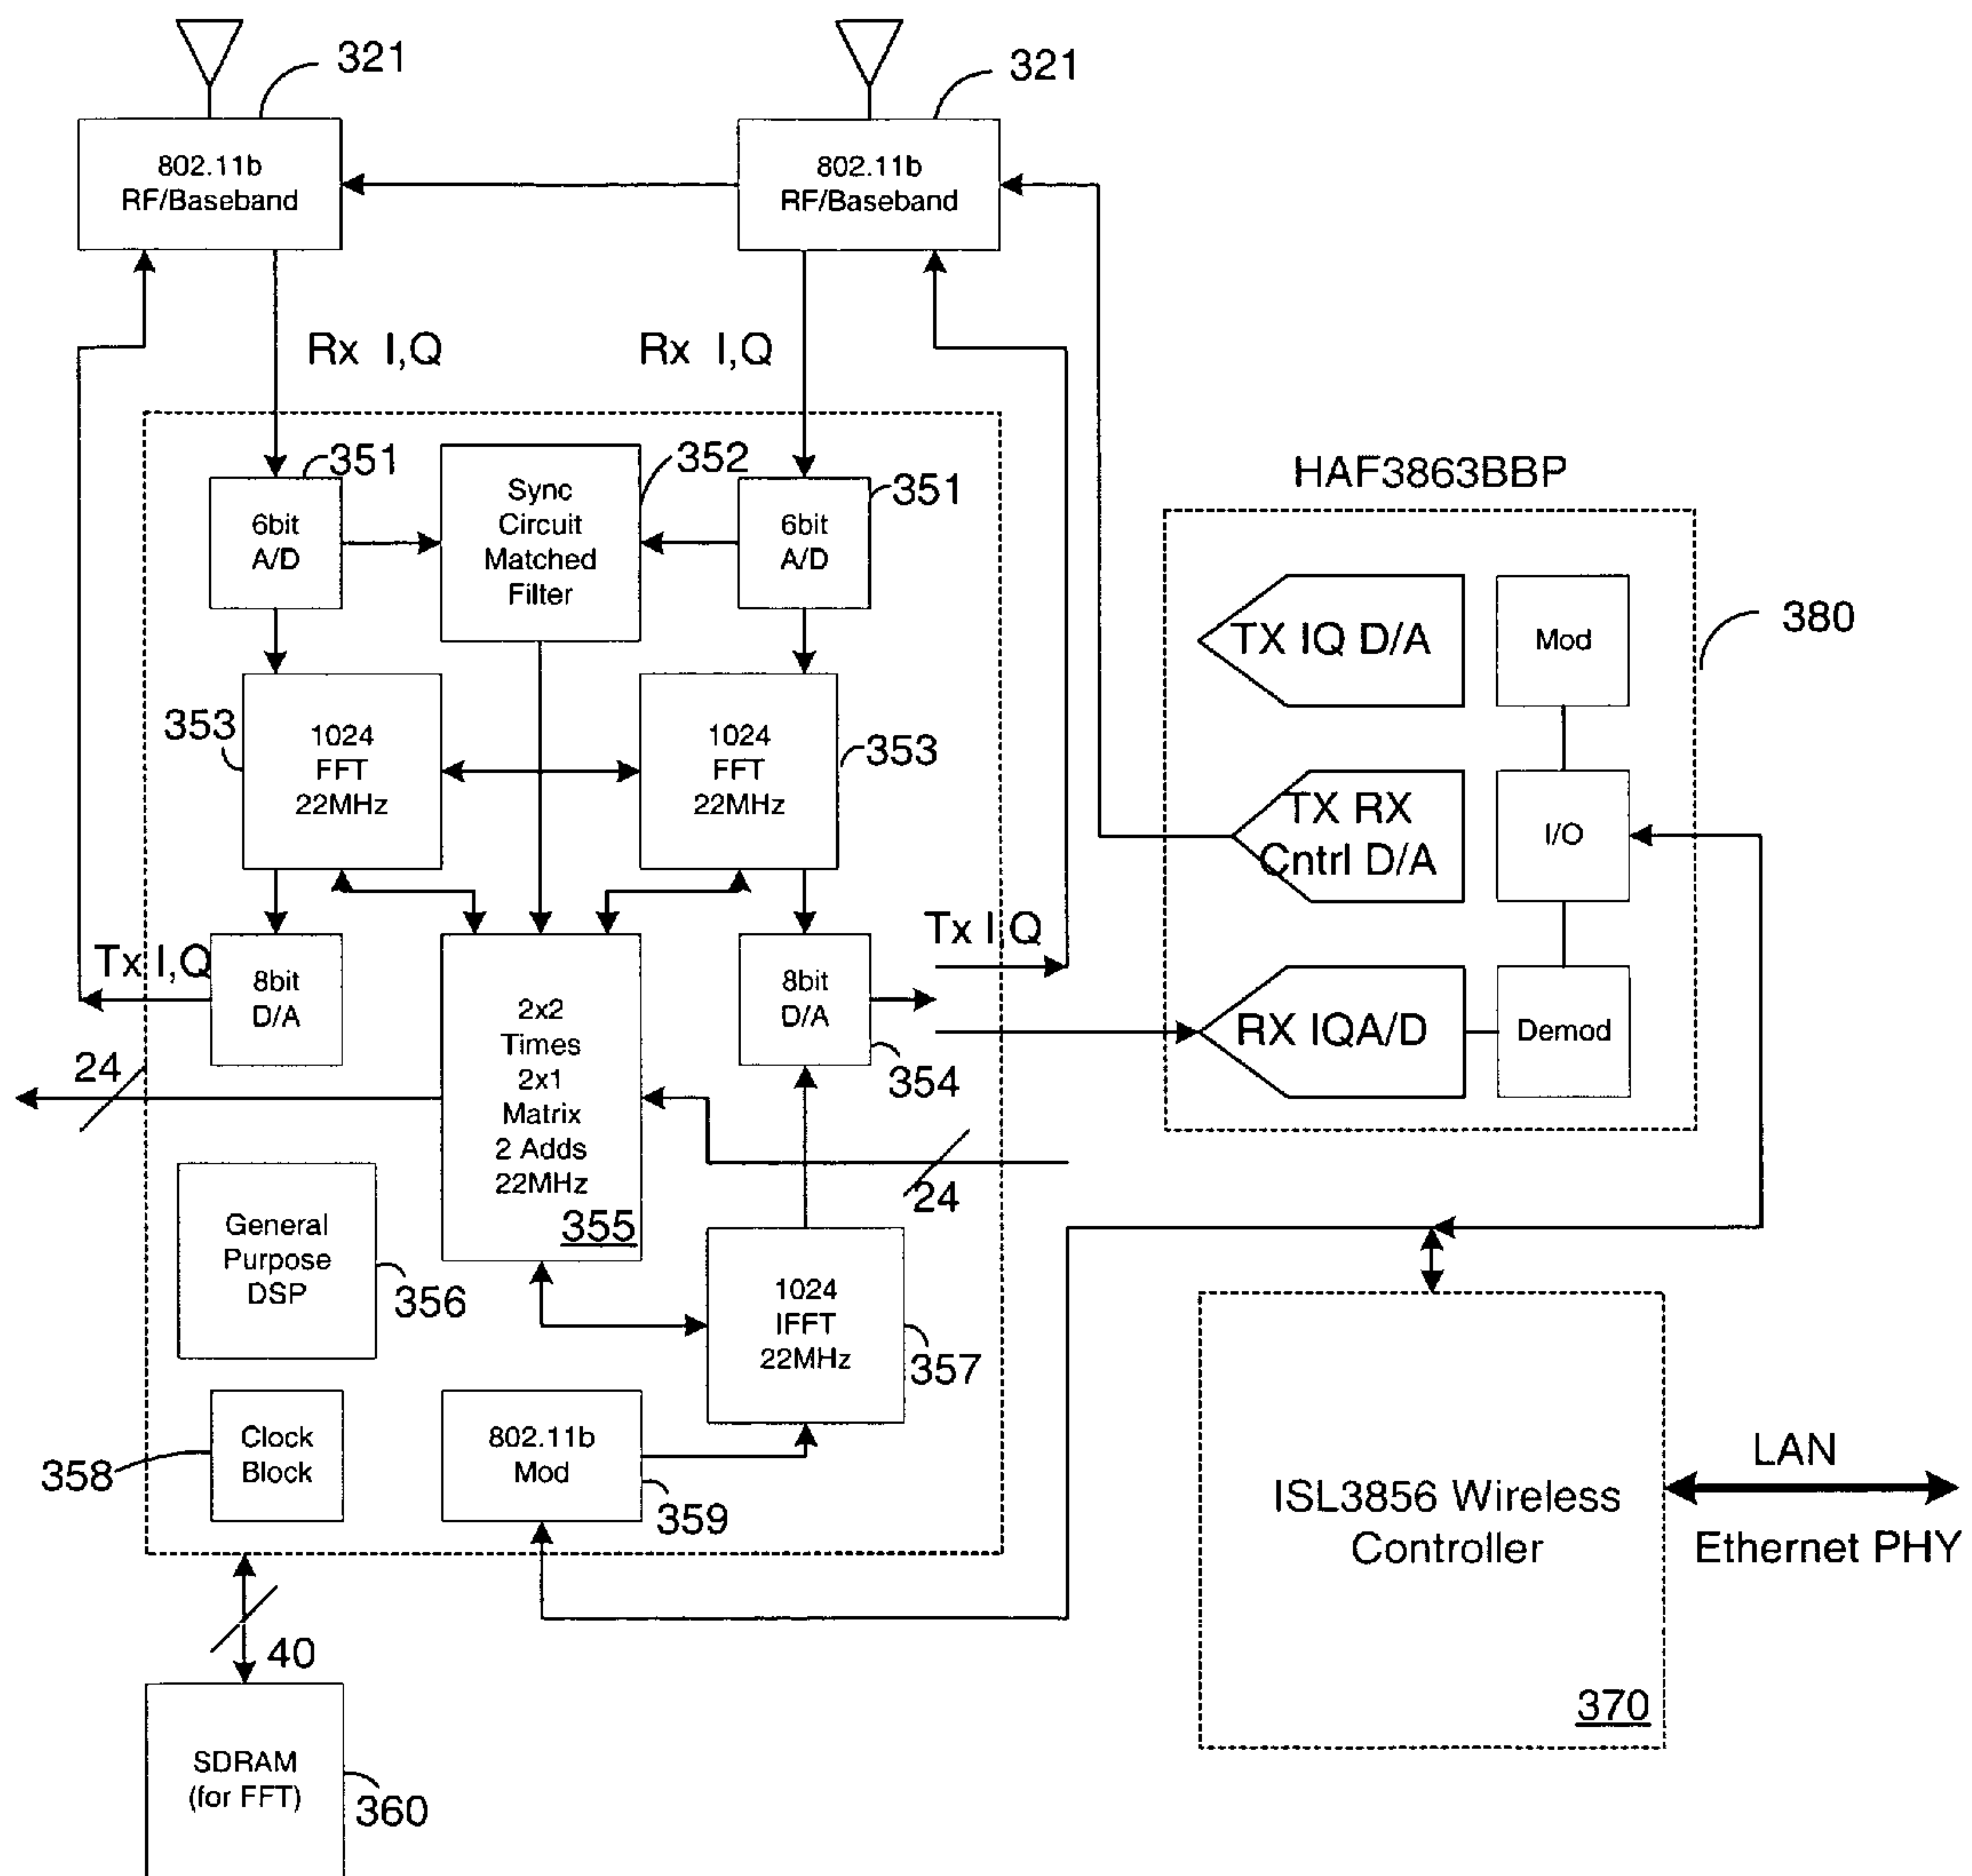 321
321
802.11b
RF/Baseband
802.11b
RF/Baseband
Rx I,Q
Rx I,Q
351
352
351
6bit
A/D
Sync
Circuit
Matched
Filter
6bit
A/D
HAF3863BBP
TX IQ D/A
Mod
380
353
1024
FFT
22MHz
1024
FFT
22MHz
353
TX RX
Cntrl D/A
I/O
Tx I,Q
8bit
D/A
2x2
Times
2x1
Matrix
2 Adds
22MHz
355
8bit
D/A
354
Tx I Q
RX IQA/D
Demod
24
24
General
Purpose
DSP
356
1024
IFFT
22MHz
357
Clock
Block
358
802.11b
Mod
359
ISL3856 Wireless
Controller
370
LAN
Ethernet PHY
40
SDRAM
(for FFT)
360